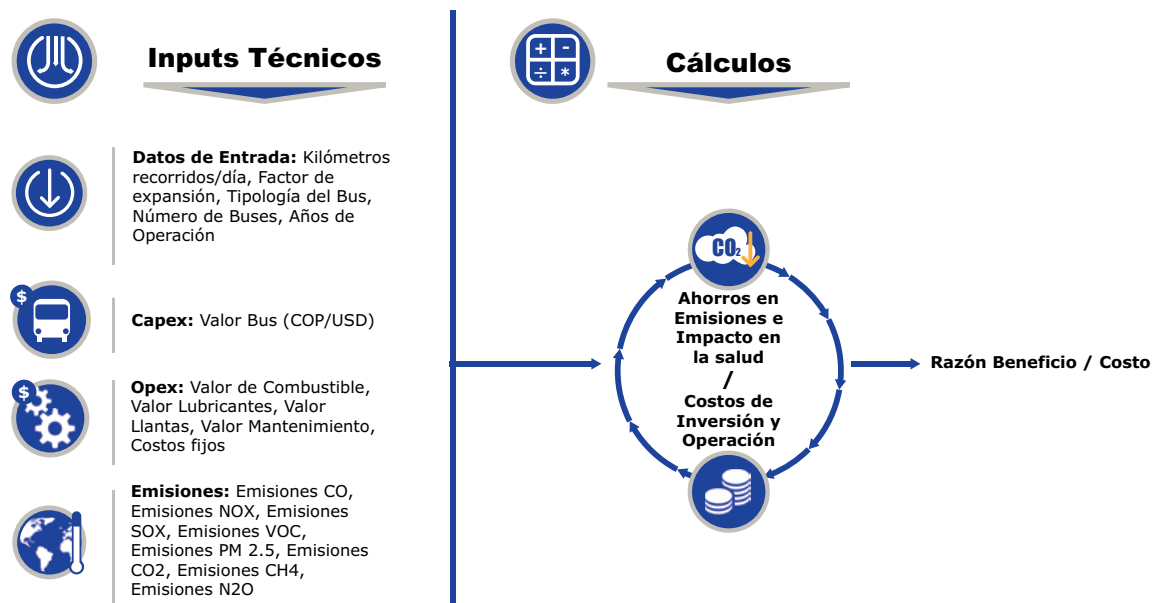 Inputs Técnicos
Datos de Entrada: Kilómetros
recorridos/día, Factor de
expansión, Tipología del Bus,
Número de Buses, Años de
Operación
$
Capex: Valor Bus (COP/USD)
$
Opex: Valor de Combustible,
Valor Lubricantes, Valor
Llantas, Valor Mantenimiento,
Costos fijos
Emisiones: Emisiones CO,
Emisiones NOX, Emisiones
SOX, Emisiones VOC,
Emisiones PM 2.5, Emisiones
CO2, Emisiones CH4,
Emisiones N2O
+ -
÷ *
Cálculos
CO₂
Ahorros en
Emisiones e
Impacto en
la salud
/
Costos de
Inversión y
Operación
Razón Beneficio / Costo